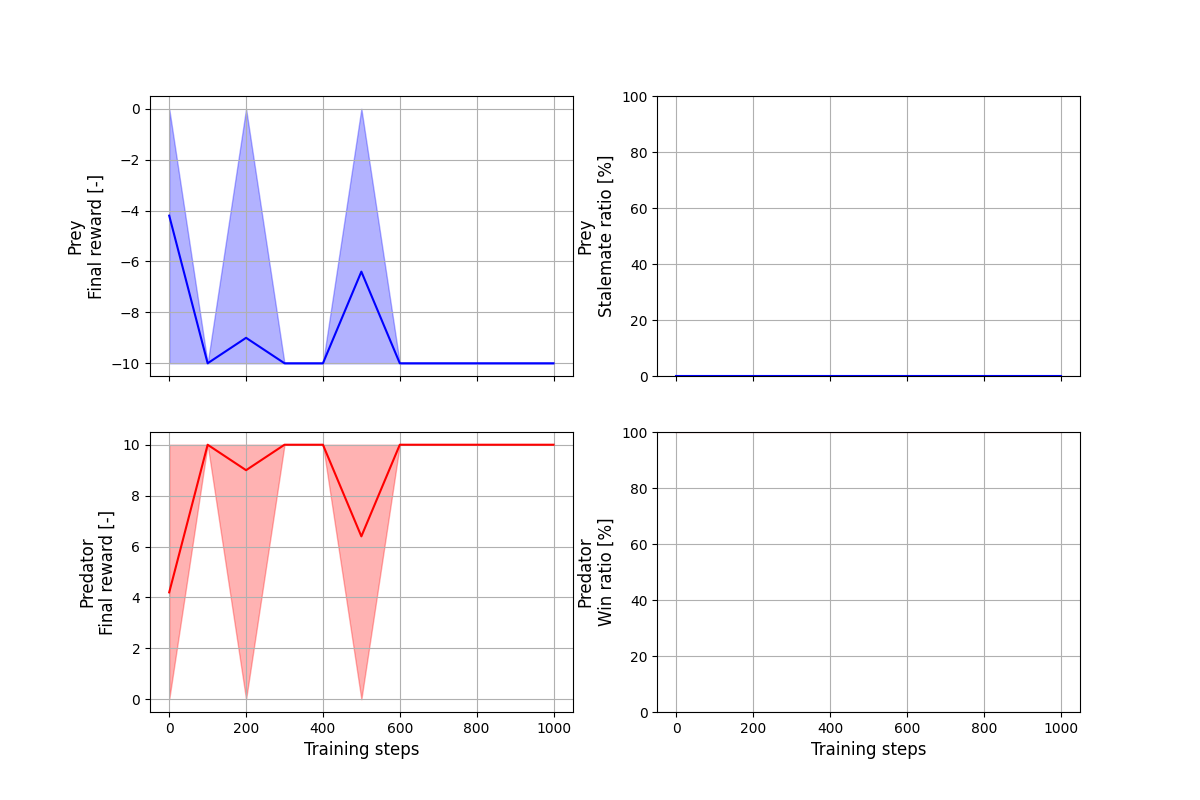 0
−2
−4
−6
−8
−10
Prey
Final reward [-]
100
80
60
40
20
0
Prey
Stalemate ratio [%]
10
8
6
4
2
0
Predator
Final reward [-]
0 200 400 600 800 1000
Training steps
100
80
60
40
20
0
Predator
Win ratio [%]
0 200 400 600 800 1000
Training steps